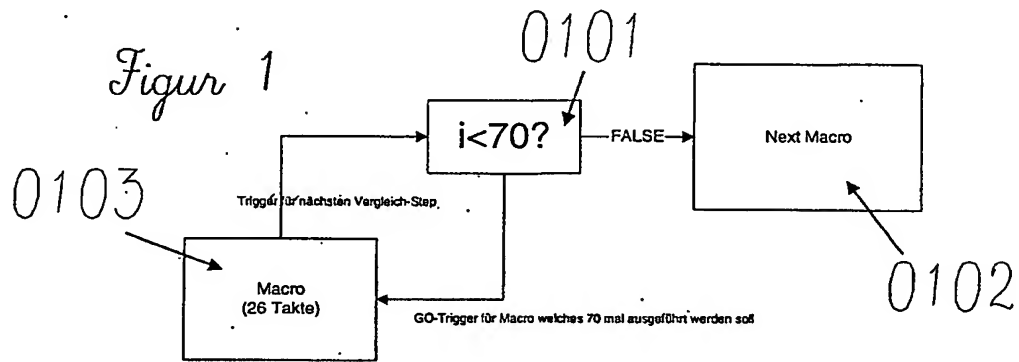 Figur 1
0101
i<70?
FALSE
Next Macro
0103
Trigger für nächsten Vergleich-Step
Macro
(26 Takte)
GO-Trigger für Macro welches 70 mal ausgeführt werden soll
0102